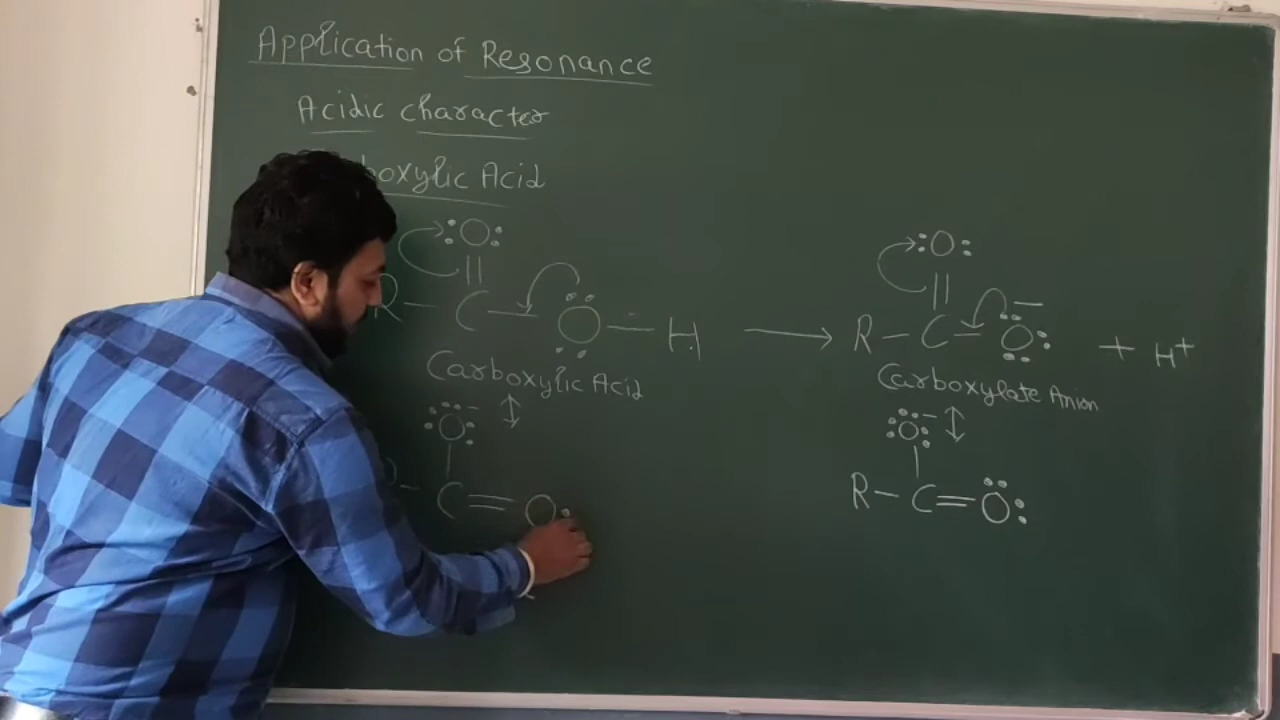 Application of Resonance
Acidic character
boxylic Acid
:O:
R – C – O – H → R – C – O: + H+
Carboxylic Acid
Carboxylate Anion
:O:
– C = O:
R – C = O: